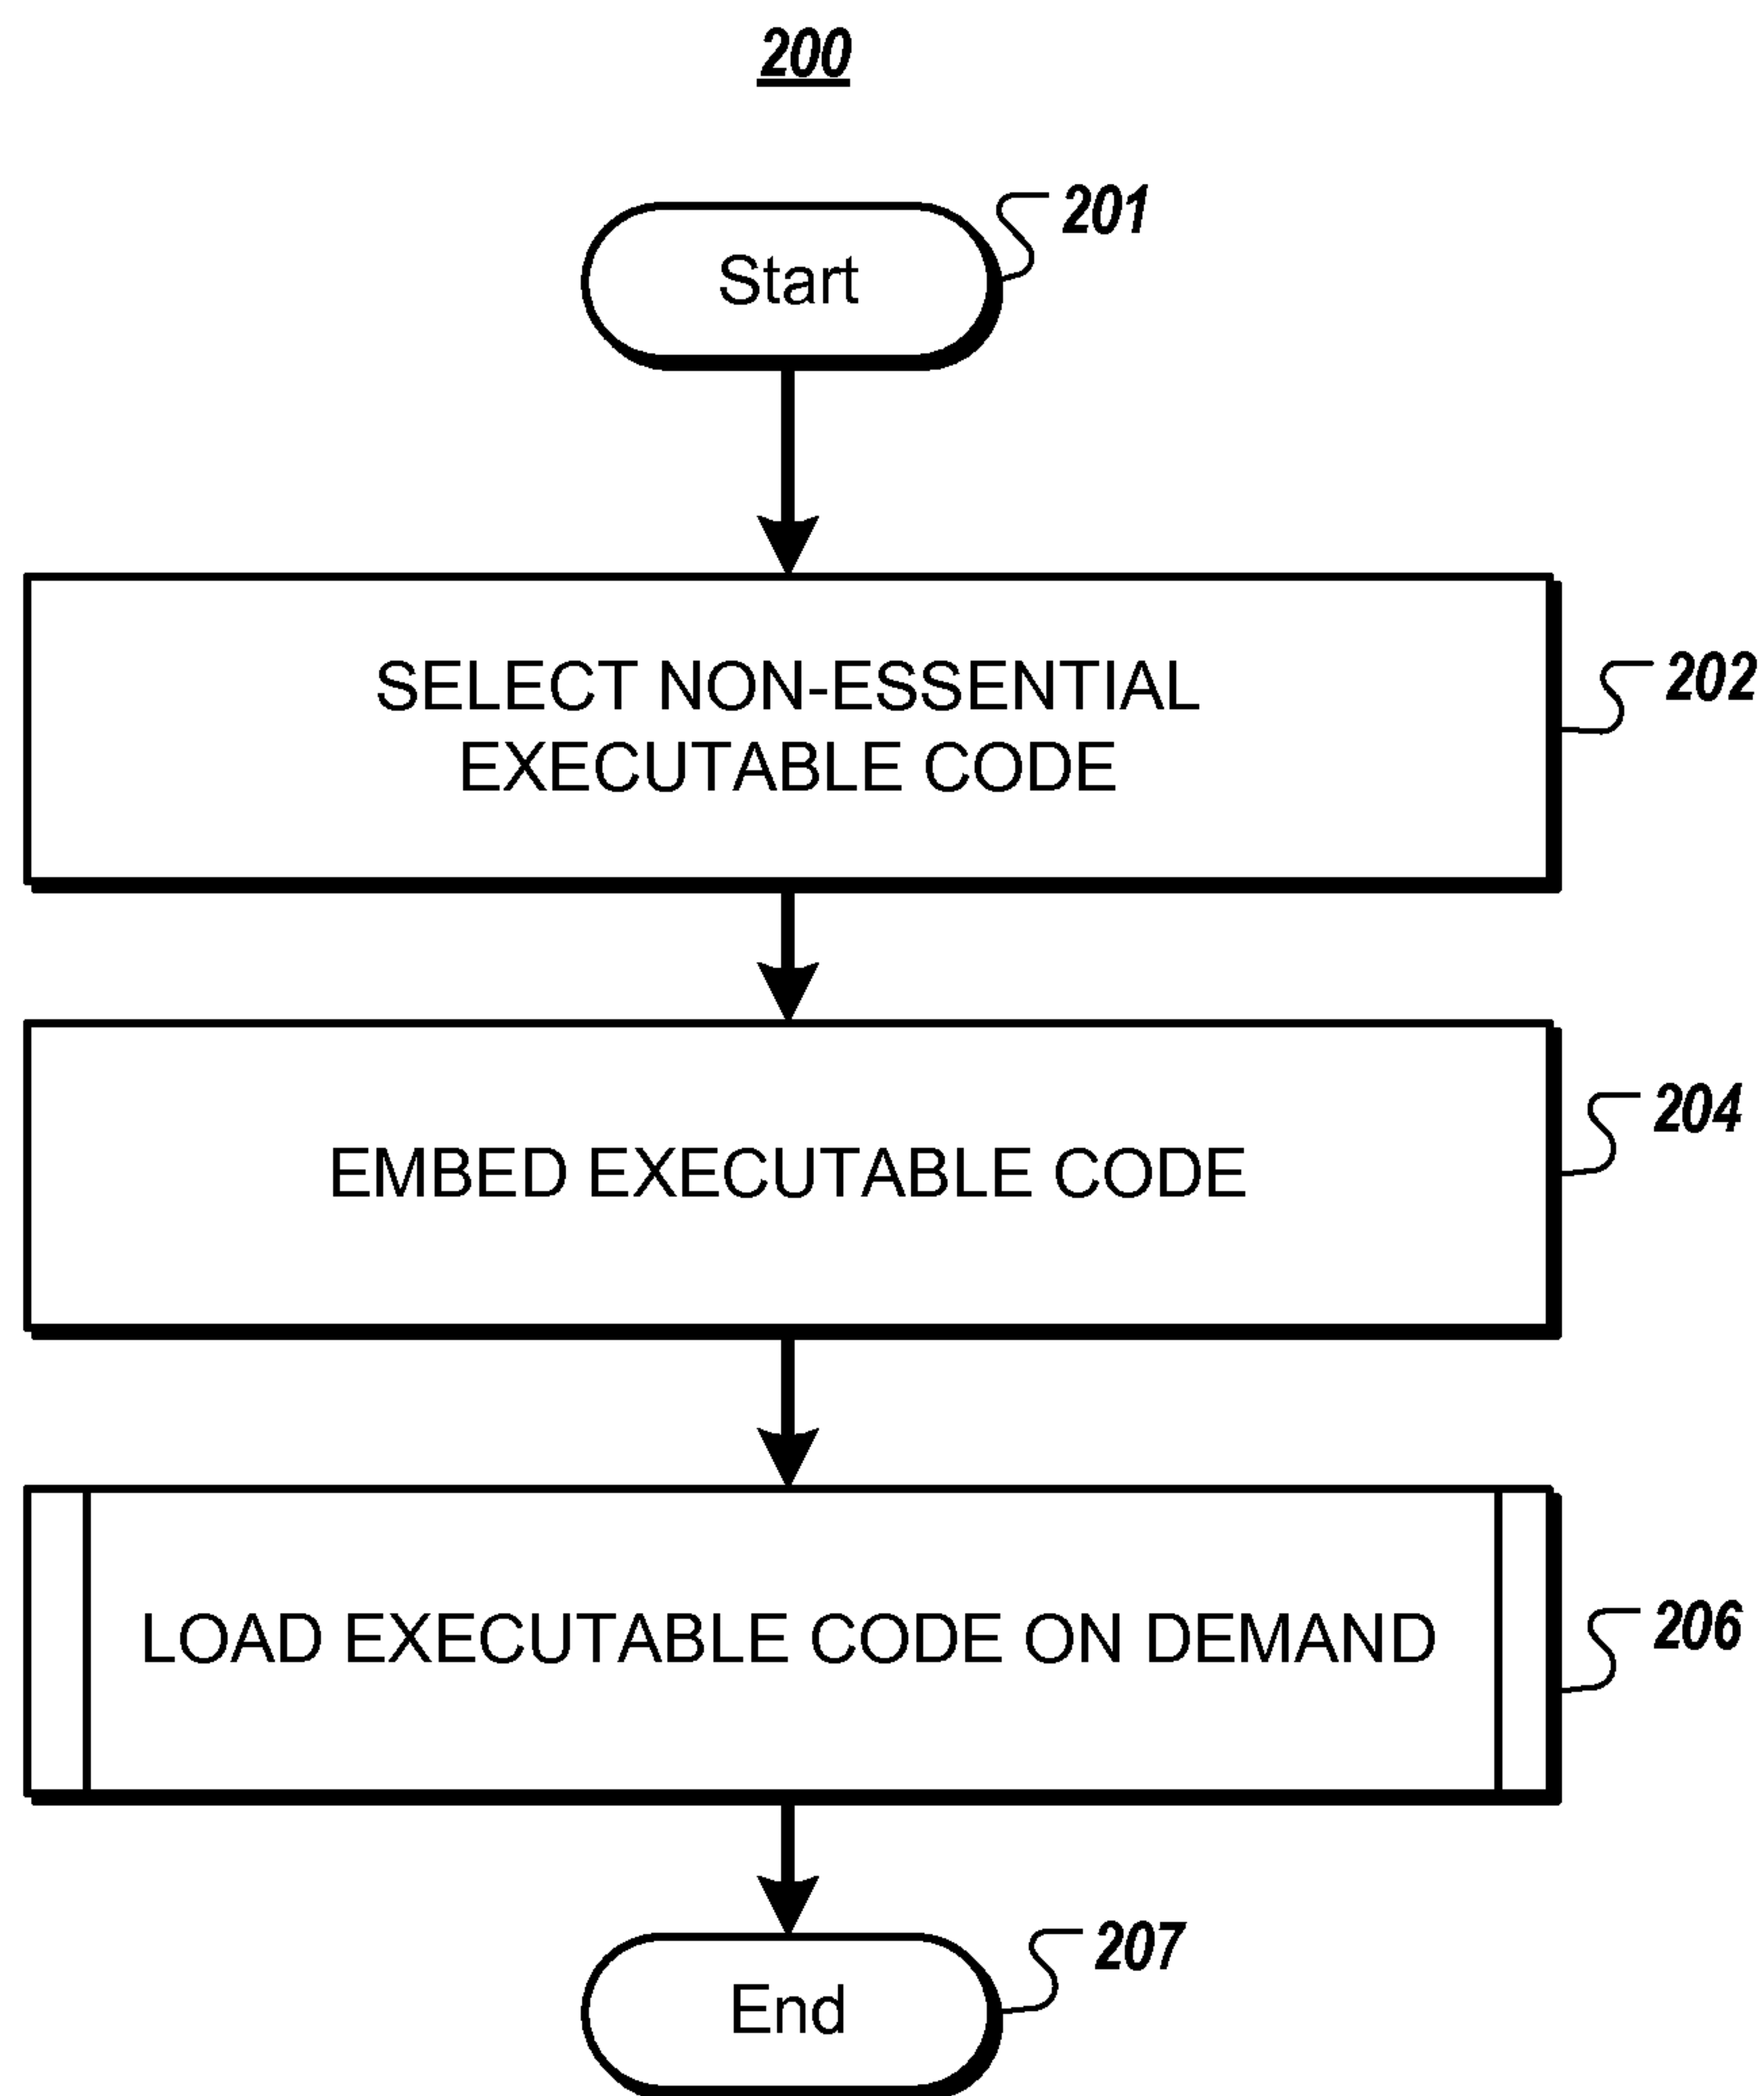 200
Start
201
SELECT NON-ESSENTIAL
EXECUTABLE CODE
202
EMBED EXECUTABLE CODE
204
LOAD EXECUTABLE CODE ON DEMAND
206
End
207